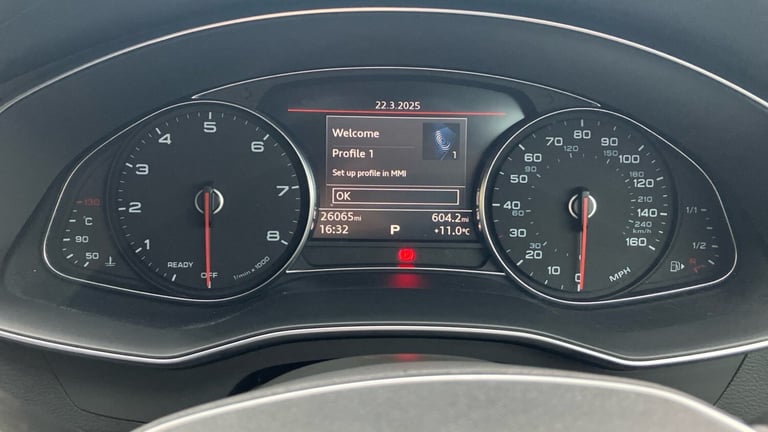 22.3.2025
Welcome
Profile 1
1
Set up profile in MMI
OK
26065mi 604.2mi
16:32 P +11.0°C
1 2 3 4 5 6 7 8
READY OFF 1/min x 1000
130
°C
90
50
0 10 20 30 40 50 60 70 80 90 100 120 140 160
MPH
20 30 60 90 120 150 180 210 240
km/h
1/1
1/2
R
P